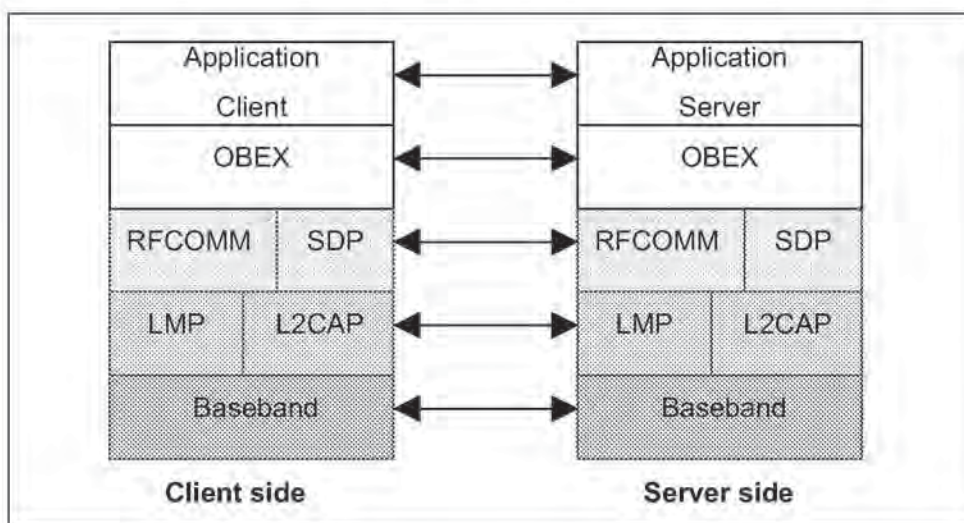 Application Application
Client Server
OBEX OBEX
RFCOMM SDP RFCOMM SDP
LMP L2CAP LMP L2CAP
Baseband Baseband
Client side Server side